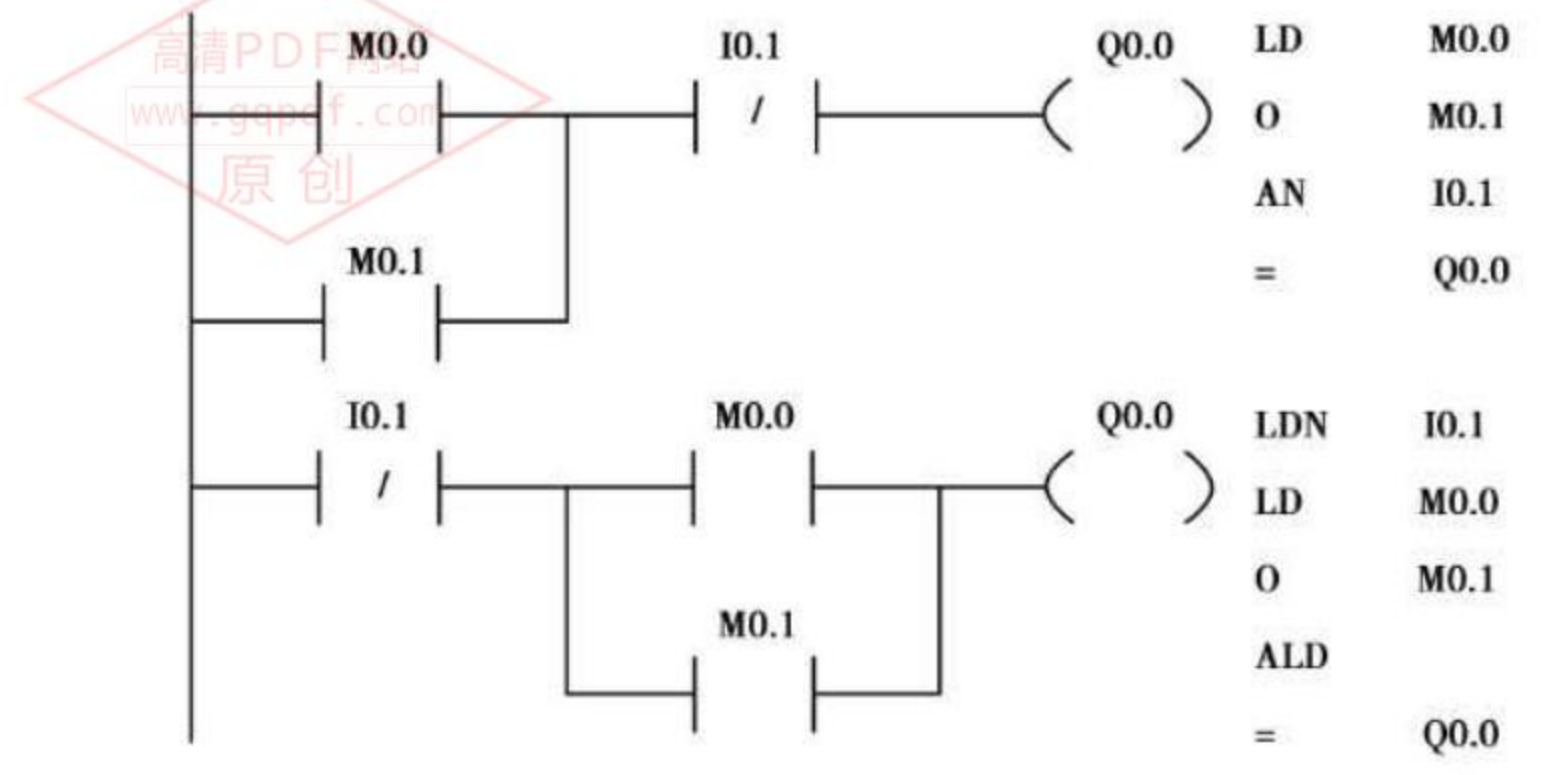 高清PDF网站
www.gqpdf.com
原创
M0.0 I0.1 Q0.0 LD M0.0
/
O M0.1
AN I0.1
M0.1
= Q0.0
I0.1 M0.0 Q0.0 LDN I0.1
/
LD M0.0
O M0.1
M0.1
ALD
= Q0.0